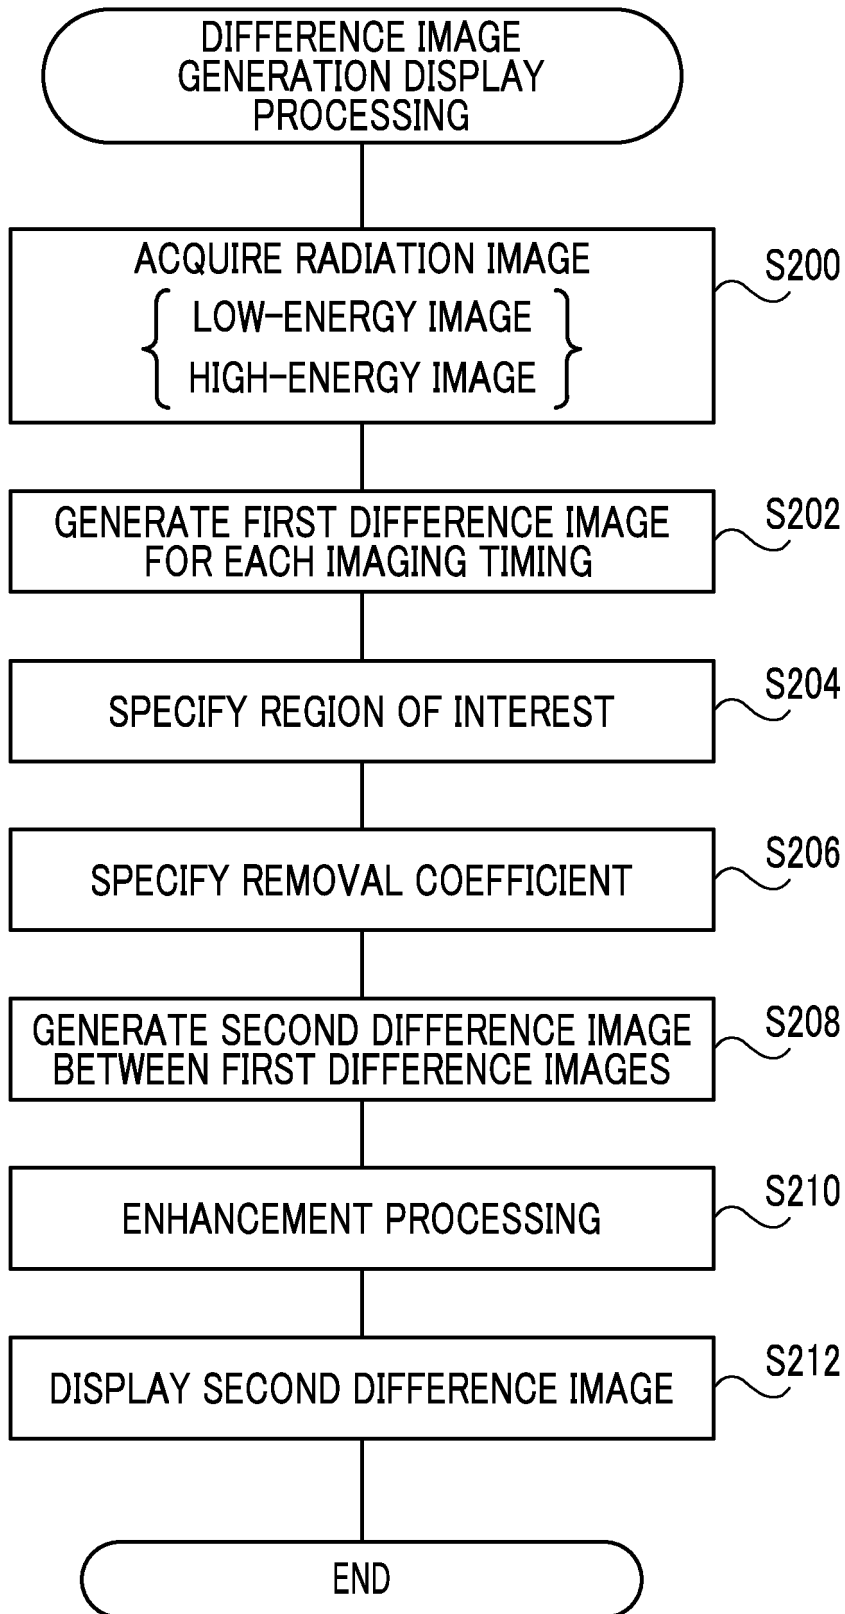 DIFFERENCE IMAGE
GENERATION DISPLAY
PROCESSING
ACQUIRE RADIATION IMAGE
LOW-ENERGY IMAGE
HIGH-ENERGY IMAGE
S200
GENERATE FIRST DIFFERENCE IMAGE
FOR EACH IMAGING TIMING
S202
SPECIFY REGION OF INTEREST
S204
SPECIFY REMOVAL COEFFICIENT
S206
GENERATE SECOND DIFFERENCE IMAGE
BETWEEN FIRST DIFFERENCE IMAGES
S208
ENHANCEMENT PROCESSING
S210
DISPLAY SECOND DIFFERENCE IMAGE
S212
END